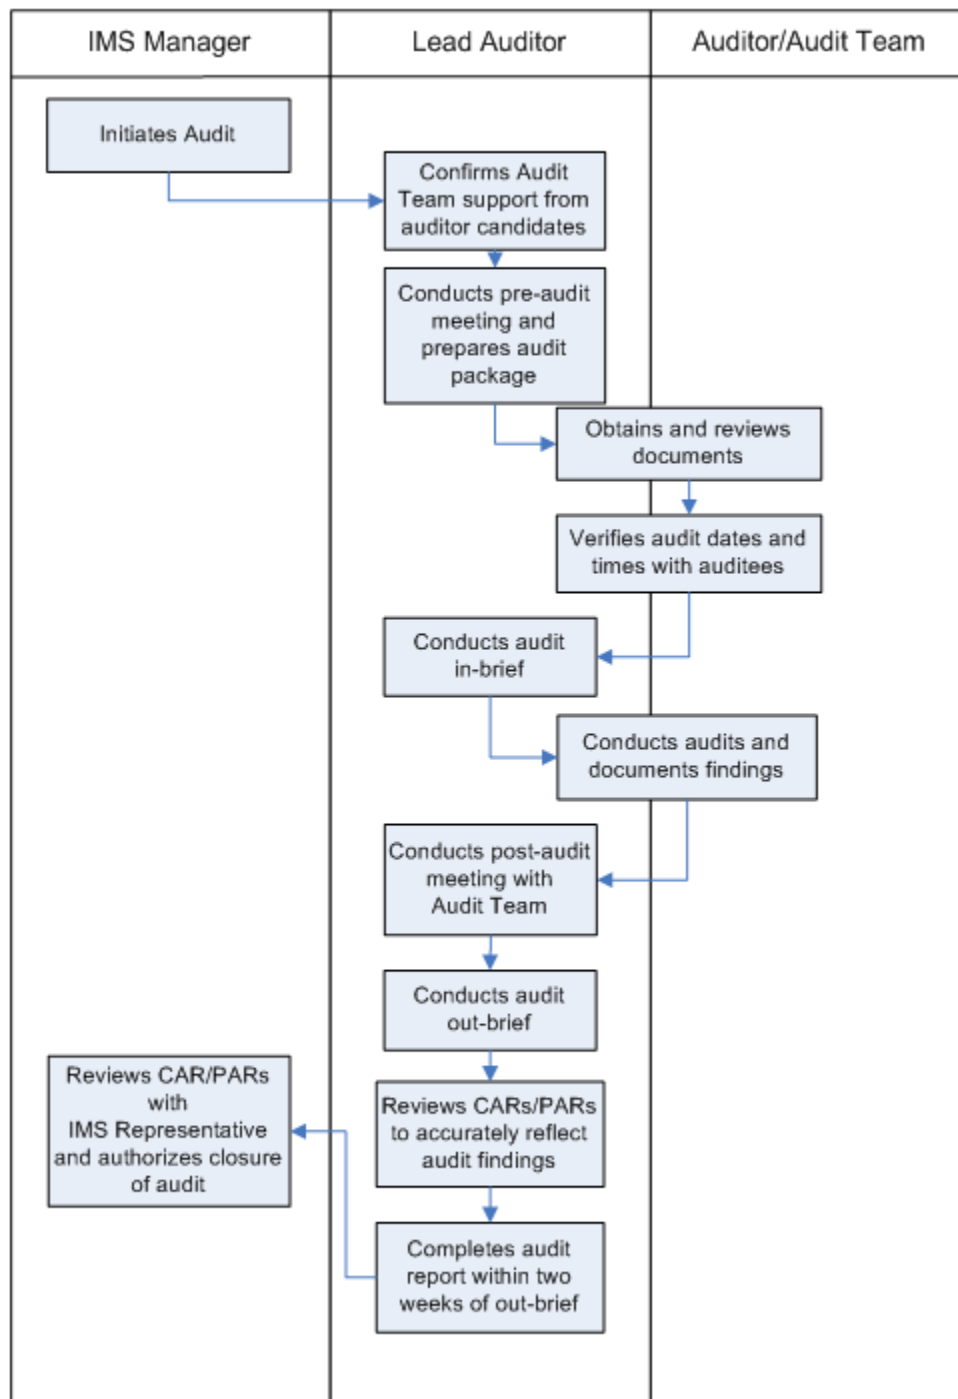 IMS Manager
Lead Auditor
Auditor/Audit Team
Initiates Audit
Confirms Audit
Team support from
auditor candidates
Conducts pre-audit
meeting and
prepares audit
package
Obtains and reviews
documents
Verifies audit dates and
times with auditees
Conducts audit
in-brief
Conducts audits and
documents findings
Conducts post-audit
meeting with
Audit Team
Conducts audit
out-brief
Reviews CARs/PARs
to accurately reflect
audit findings
Completes audit
report within two
weeks of out-brief
Reviews CAR/PARs
with
IMS Representative
and authorizes closure
of audit